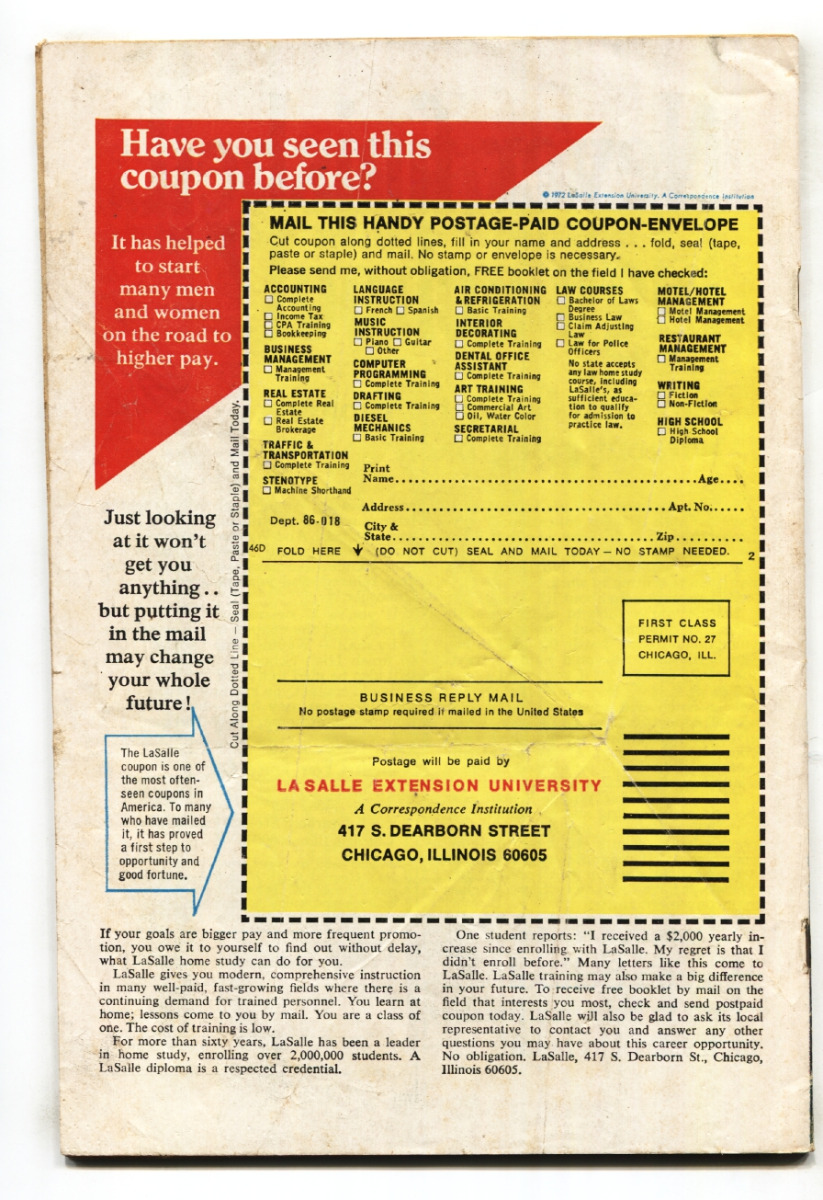 Have you seen this
coupon before?
© 1972 LaSalle Extension University, A Correspondence Institution
It has helped
to start
many men
and women
on the road to
higher pay.
Just looking
at it won't
get you
anything . .
but putting it
in the mail
may change
your whole
future!
The LaSalle
coupon is one of
the most often-
seen coupons in
America. To many
who have mailed
it, it has proved
a first step to
opportunity and
good fortune.
Cut Along Dotted Line — Seal (Tape, Paste or Staple) and Mail Today.
MAIL THIS HANDY POSTAGE-PAID COUPON-ENVELOPE
Cut coupon along dotted lines, fill in your name and address . . . fold, seal (tape,
paste or staple) and mail. No stamp or envelope is necessary.
Please send me, without obligation, FREE booklet on the field I have checked:
ACCOUNTING
☐ Complete
Accounting
☐ Income Tax
☐ CPA Training
☐ Bookkeeping
BUSINESS
MANAGEMENT
☐ Management
Training
REAL ESTATE
☐ Complete Real
Estate
☐ Real Estate
Brokerage
TRAFFIC &
TRANSPORTATION
☐ Complete Training
STENOTYPE
☐ Machine Shorthand
LANGUAGE
INSTRUCTION
☐ French ☐ Spanish
MUSIC
INSTRUCTION
☐ Piano ☐ Guitar
☐ Other
COMPUTER
PROGRAMMING
☐ Complete Training
DRAFTING
☐ Complete Training
DIESEL
MECHANICS
☐ Basic Training
AIR CONDITIONING
& REFRIGERATION
☐ Basic Training
INTERIOR
DECORATING
☐ Complete Training
DENTAL OFFICE
ASSISTANT
☐ Complete Training
ART TRAINING
☐ Complete Training
☐ Commercial Art
☐ Oil, Water Color
SECRETARIAL
☐ Complete Training
LAW COURSES
☐ Bachelor of Laws
Degree
☐ Business Law
☐ Claim Adjusting
Law
☐ Law for Police
Officers
No state accepts
any law home study
course, including
LaSalle's, as
sufficient educa-
tion to qualify
for admission to
practice law.
MOTEL/HOTEL
MANAGEMENT
☐ Motel Management
☐ Hotel Management
RESTAURANT
MANAGEMENT
☐ Management
Training
WRITING
☐ Fiction
☐ Non-Fiction
HIGH SCHOOL
☐ High School
Diploma
Print
Name.......... Age....
Address.......... Apt. No......
Dept. 86-018
City &
State.......... Zip..........
46D FOLD HERE ↓ (DO NOT CUT) SEAL AND MAIL TODAY — NO STAMP NEEDED. 2
FIRST CLASS
PERMIT NO. 27
CHICAGO, ILL.
BUSINESS REPLY MAIL
No postage stamp required if mailed in the United States
Postage will be paid by
LA SALLE EXTENSION UNIVERSITY
A Correspondence Institution
417 S. DEARBORN STREET
CHICAGO, ILLINOIS 60605
If your goals are bigger pay and more frequent promo-
tion, you owe it to yourself to find out without delay,
what LaSalle home study can do for you.
LaSalle gives you modern, comprehensive instruction
in many well-paid, fast-growing fields where there is a
continuing demand for trained personnel. You learn at
home; lessons come to you by mail. You are a class of
one. The cost of training is low.
For more than sixty years, LaSalle has been a leader
in home study, enrolling over 2,000,000 students. A
LaSalle diploma is a respected credential.
One student reports: "I received a $2,000 yearly in-
crease since enrolling with LaSalle. My regret is that I
didn't enroll before." Many letters like this come to
LaSalle. LaSalle training may also make a big difference
in your future. To receive free booklet by mail on the
field that interests you most, check and send postpaid
coupon today. LaSalle will also be glad to ask its local
representative to contact you and answer any other
questions you may have about this career opportunity.
No obligation. LaSalle, 417 S. Dearborn St., Chicago,
Illinois 60605.